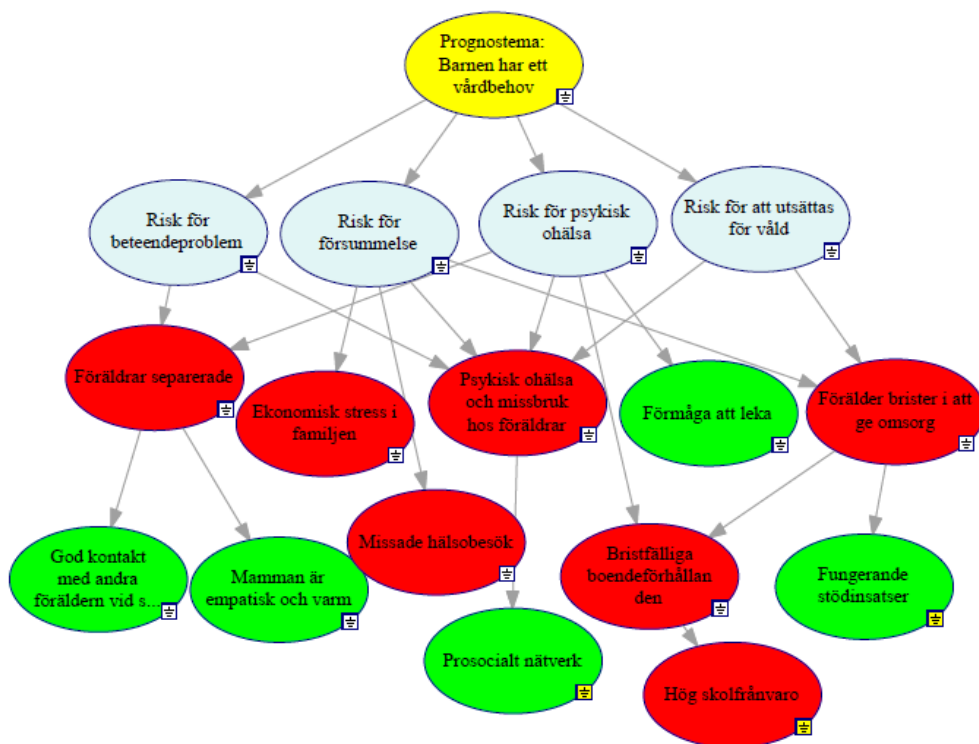 Prognostema:
Barnen har ett
vårdbehov
Risk för
beteendeproblem
Risk för
försummelse
Risk för psykisk
ohälsa
Risk för att utsättas
för våld
Föräldrar separerade
Ekonomisk stress i
familjen
Psykisk ohälsa
och missbruk
hos föräldrar
Förmåga att leka
Förälder brister i att
ge omsorg
God kontakt
med andra
föräldern vid s...
Mamman är
empatisk och varm
Missade hälsobesök
Bristfälliga
boendeförhållan
den
Fungerande
stödinsatser
Prosocialt nätverk
Hög skolfrånvaro